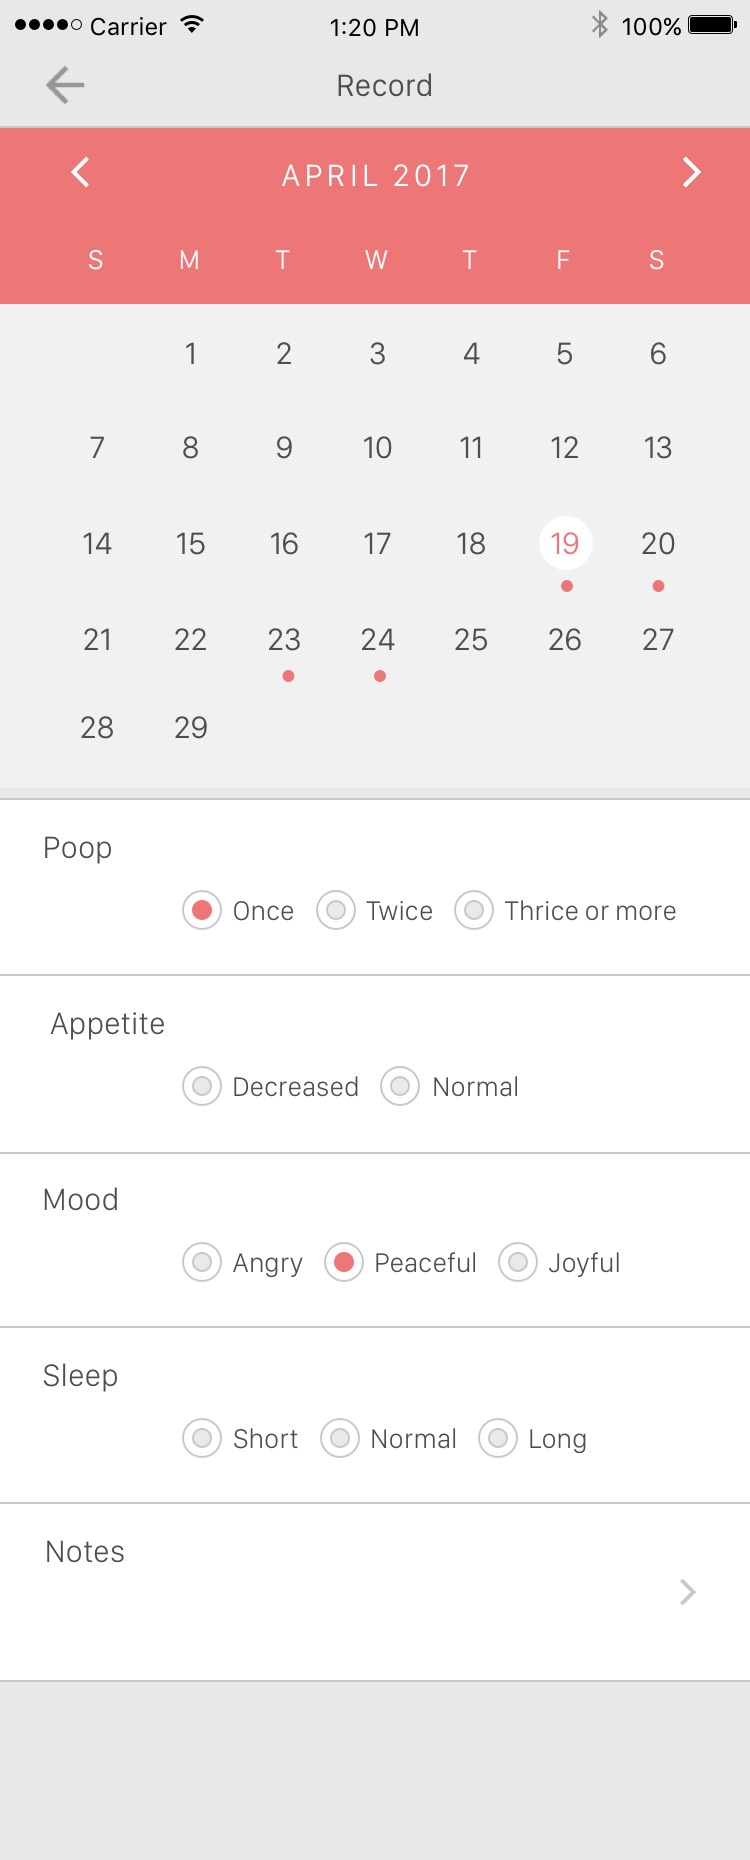 Carrier 1:20 PM 100%
Record
APRIL 2017
S M T W T F S
1 2 3 4 5 6
7 8 9 10 11 12 13
14 15 16 17 18 19 20
21 22 23 24 25 26 27
28 29
Poop
Once Twice Thrice or more
Appetite
Decreased Normal
Mood
Angry Peaceful Joyful
Sleep
Short Normal Long
Notes